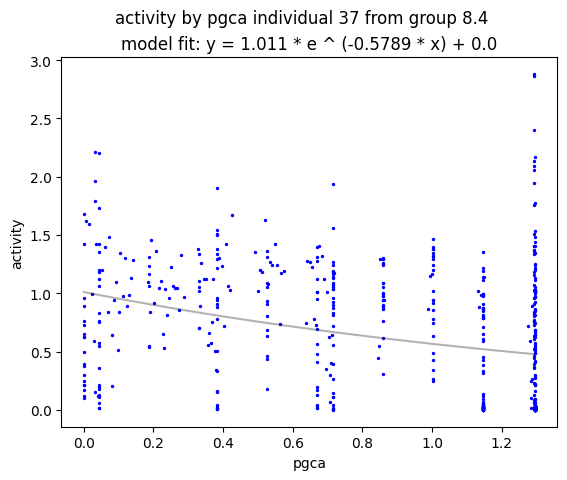 activity by pgca individual 37 from group 8.4
model fit: y = 1.011 * e ^ (-0.5789 * x) + 0.0
3.0
2.5
2.0
1.5
1.0
0.5
0.0
activity
0.0 0.2 0.4 0.6 0.8 1.0 1.2
pgca